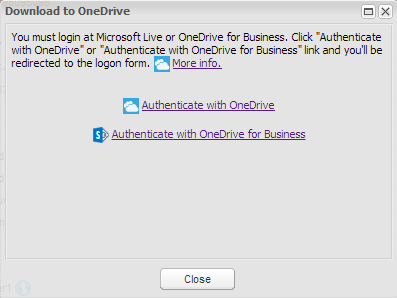 Download to OneDrive
You must login at Microsoft Live or OneDrive for Business. Click "Authenticate
with OneDrive" or "Authenticate with OneDrive for Business" link and you'll be
redirected to the logon form. More info.
Authenticate with OneDrive
Authenticate with OneDrive for Business
Close